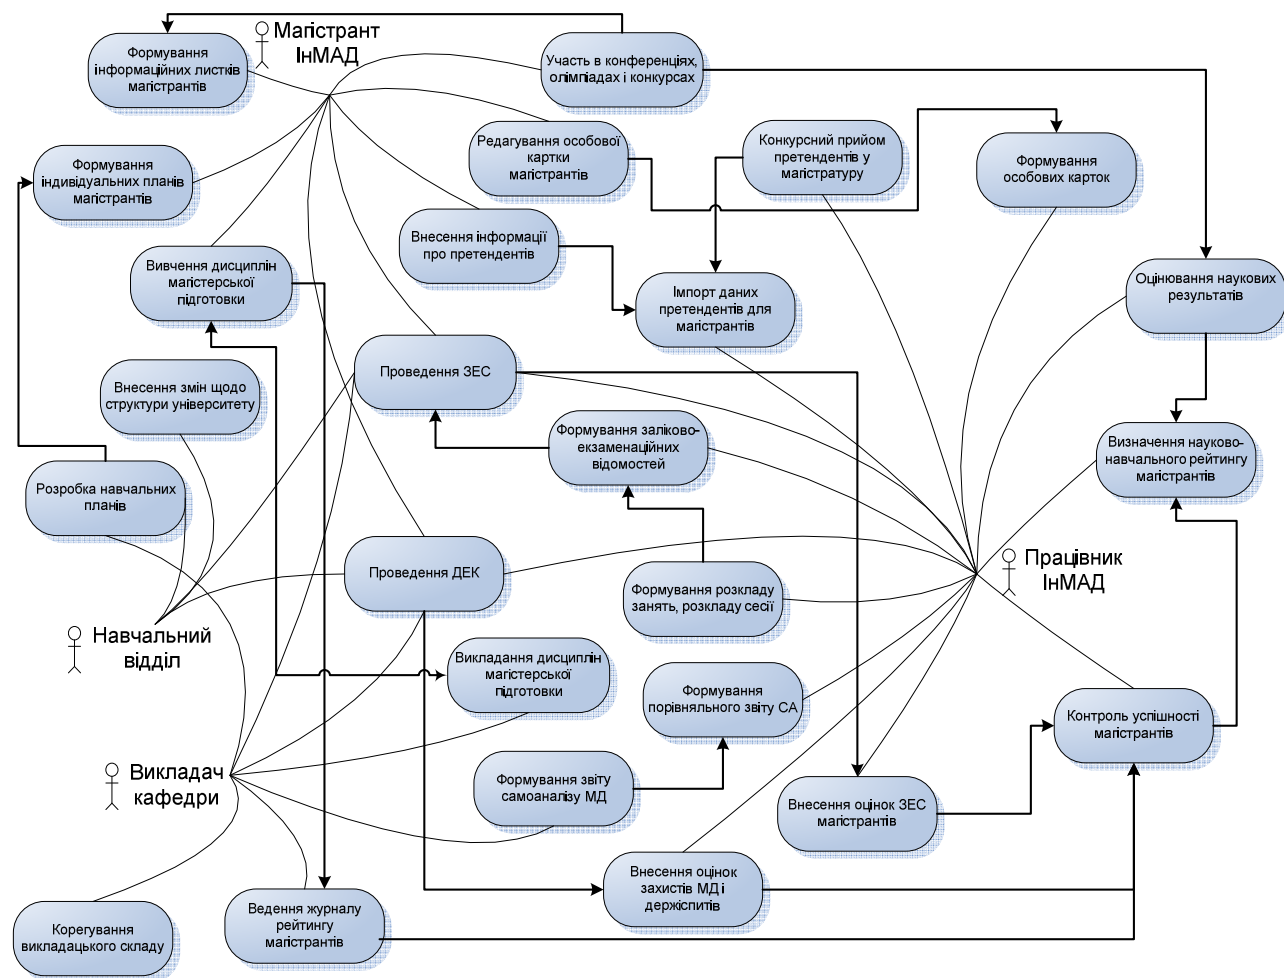 Магістрант
ІнМАД
Формування
інформаційних листків
магістрантів
Участь в конференціях,
олімпіадах і конкурсах
Редагування особової
картки
магістрантів
Конкурсний прийом
претендентів у
магістратуру
Формування
особових карток
Формування
індивідуальних планів
магістрантів
Внесення інформації
про претендентів
Вивчення дисциплін
магістерської
підготовки
Імпорт даних
претендентів для
магістрантів
Оцінювання наукових
результатів
Проведення ЗЕС
Внесення змін щодо
структури університету
Формування заліково-
екзаменаційних
відомостей
Визначення науково-
навчального рейтингу
магістрантів
Розробка навчальних
планів
Проведення ДЕК
Формування розкладу
занять, розкладу сесії
Працівник
ІнМАД
Навчальний
відділ
Викладання дисциплін
магістерської
підготовки
Формування
порівняльного звіту СА
Контроль успішності
магістрантів
Викладач
кафедри
Формування звіту
самоаналізу МД
Внесення оцінок ЗЕС
магістрантів
Внесення оцінок
захистів МД і
держіспитів
Ведення журналу
рейтингу
магістрантів
Корегування
викладацького складу